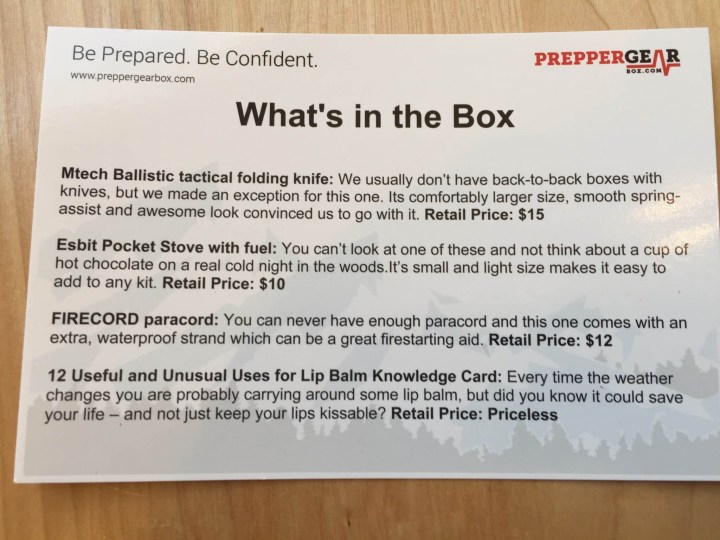 Be Prepared. Be Confident.
www.preppergearbox.com
PREPPERGEAR
BOX.COM
What's in the Box
Mtech Ballistic tactical folding knife: We usually don't have back-to-back boxes with
knives, but we made an exception for this one. Its comfortably larger size, smooth spring-
assist and awesome look convinced us to go with it. Retail Price: $15
Esbit Pocket Stove with fuel: You can't look at one of these and not think about a cup of
hot chocolate on a real cold night in the woods.It's small and light size makes it easy to
add to any kit. Retail Price: $10
FIRECORD paracord: You can never have enough paracord and this one comes with an
extra, waterproof strand which can be a great firestarting aid. Retail Price: $12
12 Useful and Unusual Uses for Lip Balm Knowledge Card: Every time the weather
changes you are probably carrying around some lip balm, but did you know it could save
your life – and not just keep your lips kissable? Retail Price: Priceless